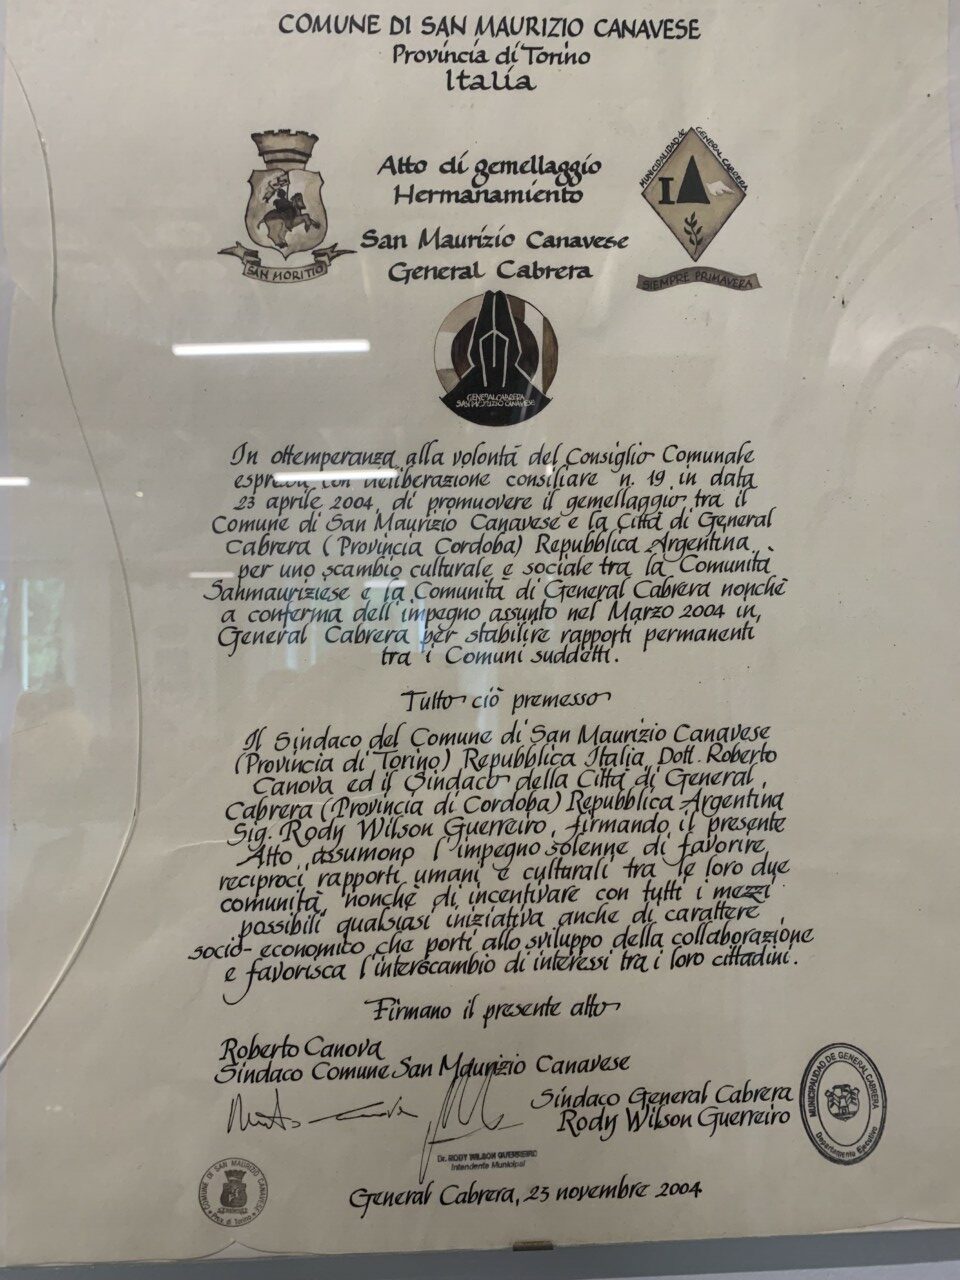 COMUNE DI SAN MAURIZIO CANAVESE
Provincia di Torino
Italia
Atto di gemellaggio
Hermanamiento
San Maurizio Canavese
General Cabrera
SAN MORITIO
MUNICIPALIDAD de GENERAL CABRERA
I
SIEMPRE PRIMAVERA
GENERAL CABRERA
SAN MAURIZIO CANAVESE
In ottemperanza alla volontà del Consiglio Comunale
espressa con deliberazione consiliare n. 19 in data
23 aprile 2004, di promuovere il gemellaggio tra il
Comune di San Maurizio Canavese e la Città di General
Cabrera (Provincia Cordoba) Repubblica Argentina
per uno scambio culturale e sociale tra la Comunità
Sanmauriziese e la Comunità di General Cabrera nonchè
a conferma dell'impegno assunto nel Marzo 2004 in
General Cabrera per stabilire rapporti permanenti
tra i Comuni suddetti.
Tutto ciò premesso
Il Sindaco del Comune di San Maurizio Canavese
(Provincia di Torino) Repubblica Italia, Dott. Roberto
Canova ed il Sindaco della Città di General
Cabrera (Provincia di Cordoba) Repubblica Argentina
Sig. Rody Wilson Guerreiro, firmando il presente
Atto assumono l'impegno solenne di favorire
reciproci rapporti umani e culturali tra le loro due
comunità, nonchè di incentivare con tutti i mezzi
possibili qualsiasi iniziativa anche di carattere
socio-economico che porti allo sviluppo della collaborazione
e favorisca l'interscambio di interessi tra i loro cittadini.
Firmano il presente atto
Roberto Canova
Sindaco Comune San Maurizio Canavese
Sindaco General Cabrera
Rody Wilson Guerreiro
MUNICIPALIDAD DE GENERAL CABRERA
Departamento Ejecutivo
Dr. RODY WILSON GUERREIRO
Intendente Municipal
COMUNE DI SAN MAURIZIO CANAVESE
Prov. di Torino
General Cabrera, 23 novembre 2004